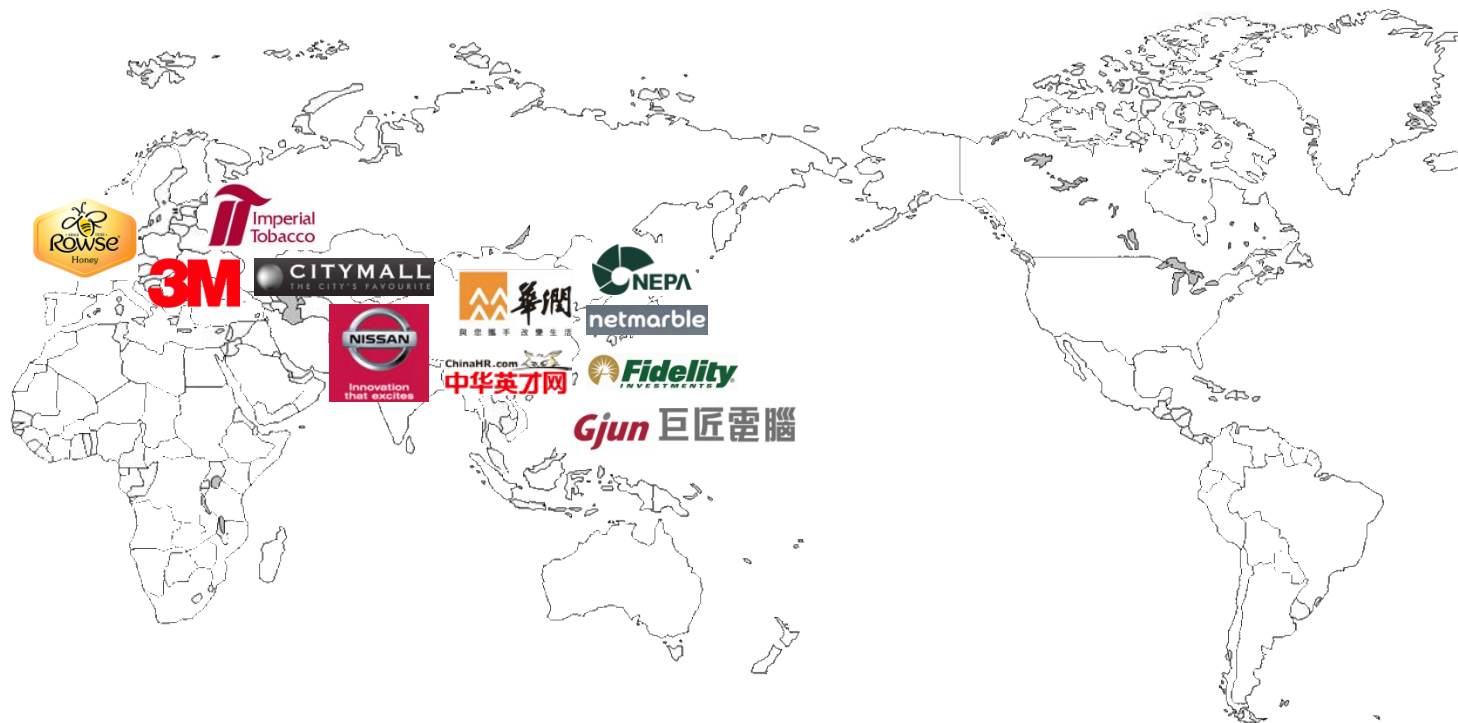 Rowse
Honey
Imperial
Tobacco
3M
CITYMALL
THE CITY'S FAVOURITE
NISSAN
Innovation
that excites
華潤
與您攜手 改變生活
NEPA
netmarble
ChinaHR.com
中华英才网
Fidelity
INVESTMENTS
Gjun 巨匠電腦